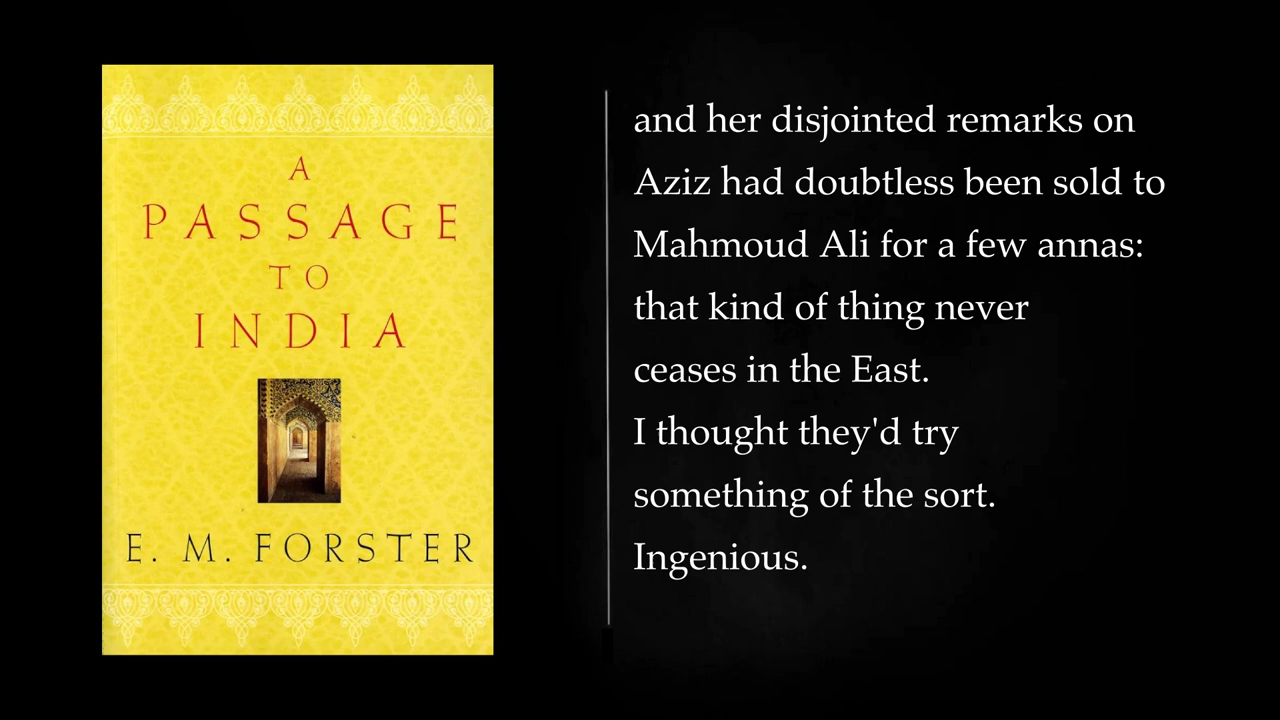 A
PASSAGE
TO
INDIA
E. M. FORSTER
and her disjointed remarks on
Aziz had doubtless been sold to
Mahmoud Ali for a few annas:
that kind of thing never
ceases in the East.
I thought they'd try
something of the sort.
Ingenious.